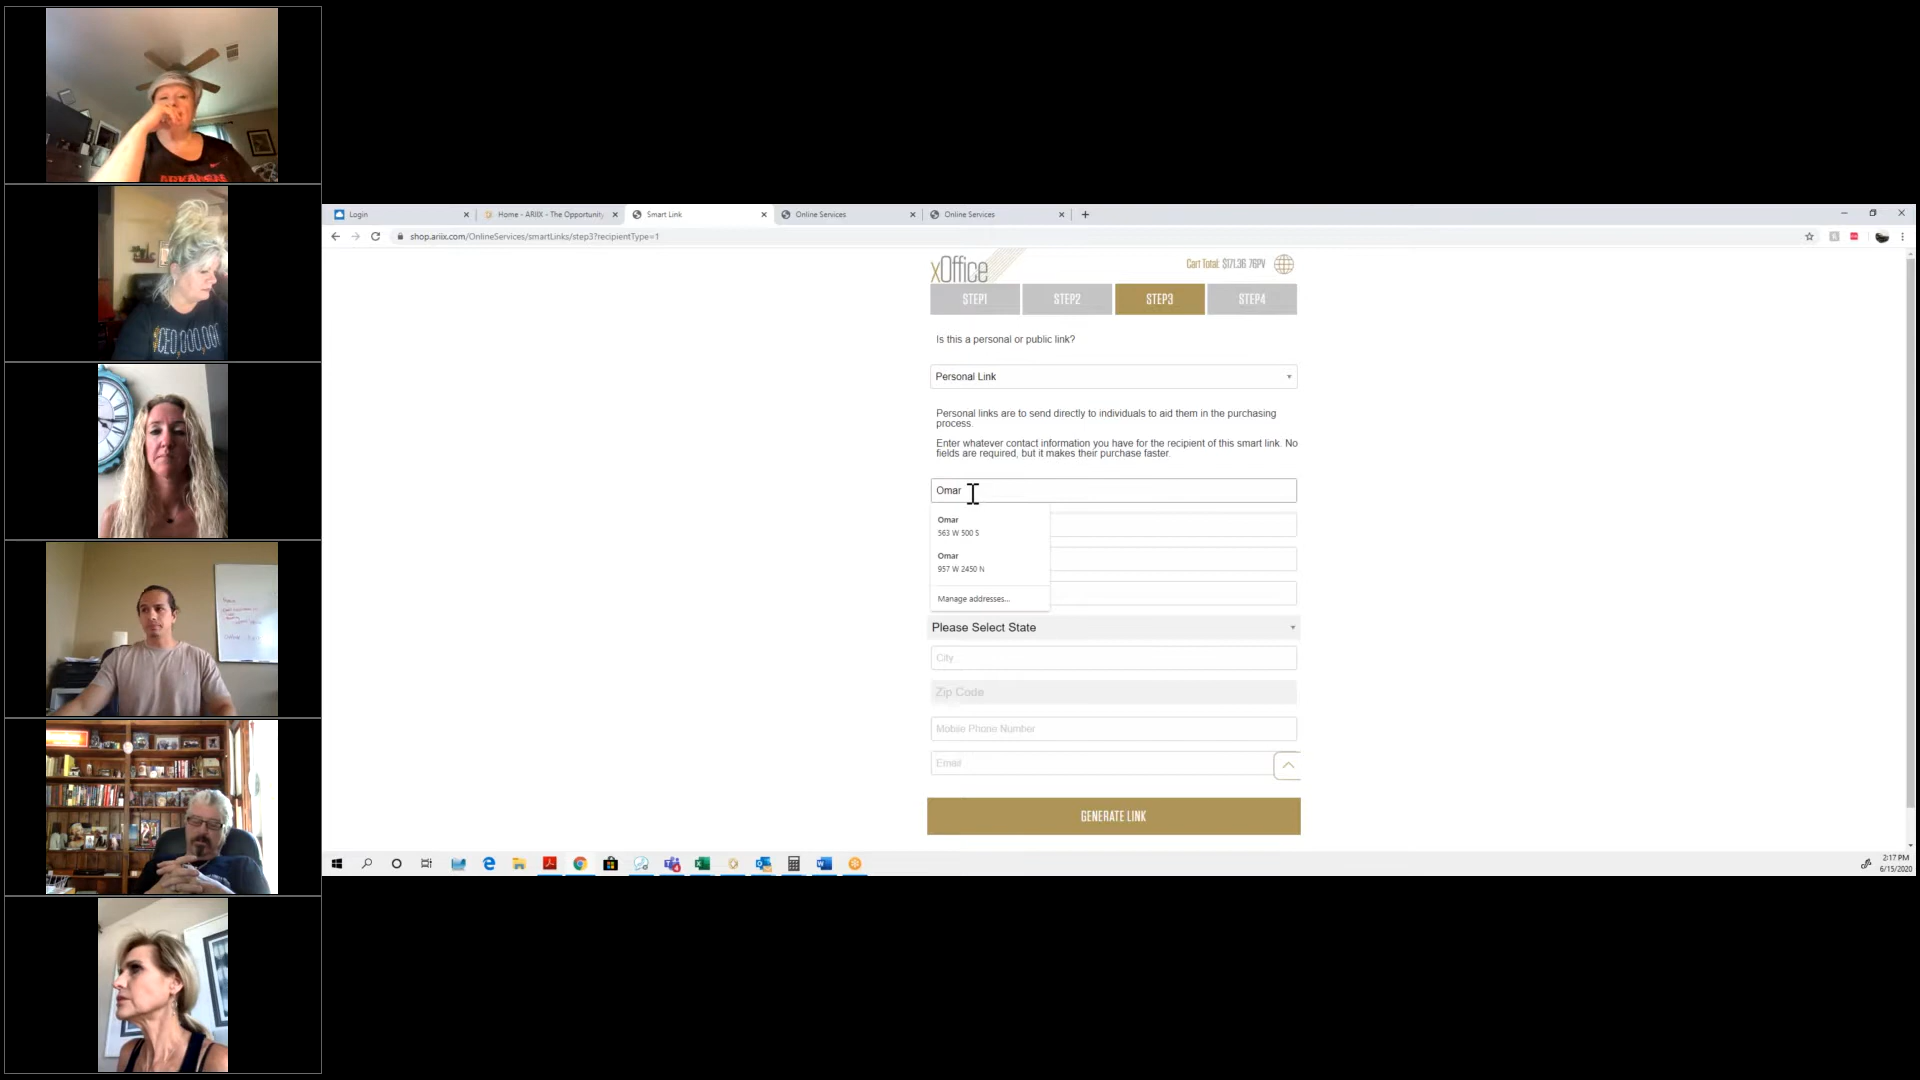 ARKANSAS
Login
Home - ARIIX - The Opportunity
Smart Link
Online Services
Online Services
shop.ariix.com/OnlineServices/smartLinks/step3?recipientType=1
xOffice
Cart Total: $171.36 76PV
STEP1
STEP2
STEP3
STEP4
Is this a personal or public link?
Personal Link
Personal links are to send directly to individuals to aid them in the purchasing
process.
Enter whatever contact information you have for the recipient of this smart link. No
fields are required, but it makes their purchase faster.
Omar
Omar
563 W 500 S
Omar
957 W 2450 N
Manage addresses...
Please Select State
City
Zip Code
Mobile Phone Number
Email
GENERATE LINK
2:17 PM
6/15/2020